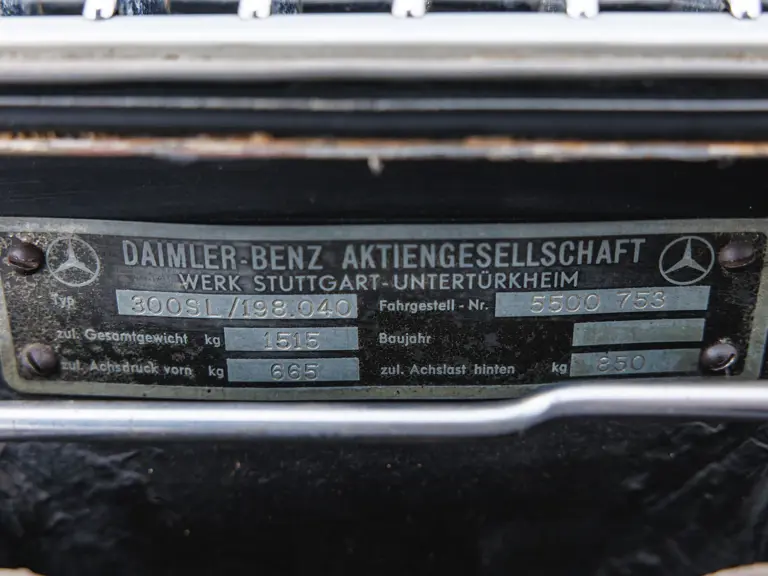 DAIMLER-BENZ AKTIENGESELLSCHAFT
WERK STUTTGART-UNTERTÜRKHEIM
Typ 300SL/198.040 Fahrgestell-Nr. 5500 753
zul. Gesamtgewicht kg 1515 Baujahr
zul. Achsdruck vorn kg 665 zul. Achslast hinten kg 850